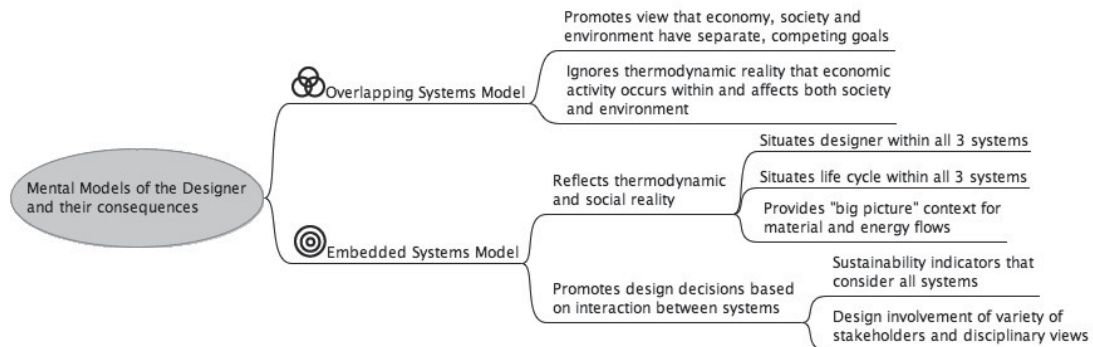 Promotes view that economy, society and
environment have separate, competing goals
Overlapping Systems Model
Ignores thermodynamic reality that economic
activity occurs within and affects both society
and environment
Mental Models of the Designer
and their consequences
Embedded Systems Model
Reflects thermodynamic
and social reality
Situates designer within all 3 systems
Situates life cycle within all 3 systems
Provides "big picture" context for
material and energy flows
Promotes design decisions based
on interaction between systems
Sustainability indicators that
consider all systems
Design involvement of variety of
stakeholders and disciplinary views